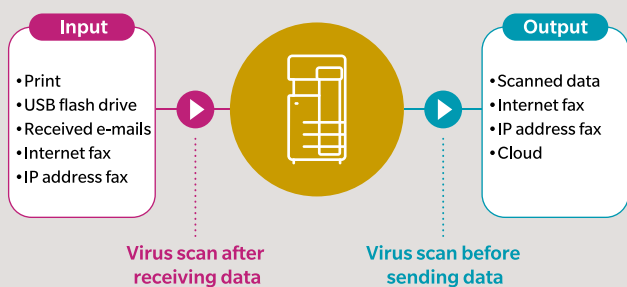 Input
•Print
•USB flash drive
•Received e-mails
•Internet fax
•IP address fax
Output
•Scanned data
•Internet fax
•IP address fax
•Cloud
Virus scan after
receiving data
Virus scan before
sending data